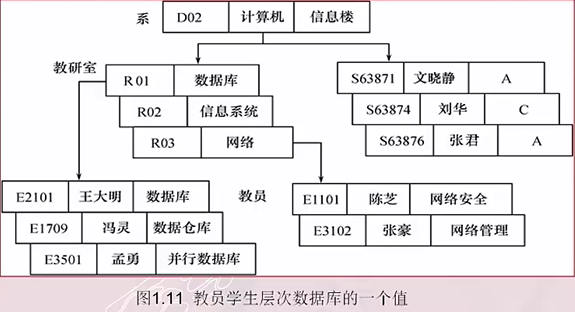 系 D02 计算机 信息楼
教研室 R01 数据库
R02 信息系统
R03 网络
S63871 文晓静 A
S63874 刘华 C
S63876 张君 A
E2101 王大明 数据库
E1709 冯灵 数据仓库
E3501 孟勇 并行数据库
教员
E1101 陈芝 网络安全
E3102 张豪 网络管理
图1.11 教员学生层次数据库的一个值